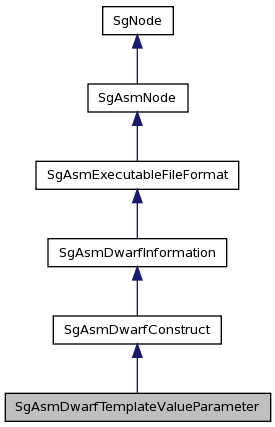 SgNode
SgAsmNode
SgAsmExecutableFileFormat
SgAsmDwarfInformation
SgAsmDwarfConstruct
SgAsmDwarfTemplateValueParameter